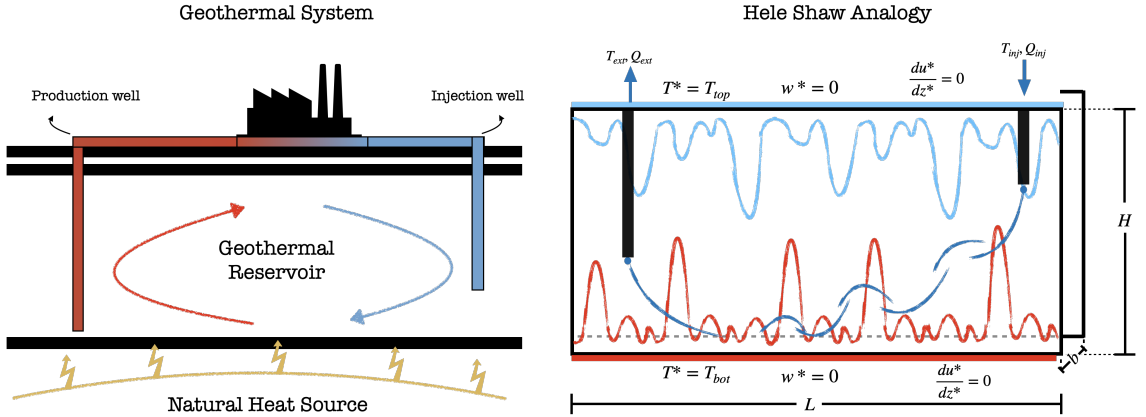 Geothermal System
Production well
Injection well
Geothermal
Reservoir
Natural Heat Source
Hele Shaw Analogy
T_ext, Q_ext
T_inj, Q_inj
T* = T_top
w* = 0
du*/dz* = 0
H
b
T* = T_bot
w* = 0
du*/dz* = 0
L